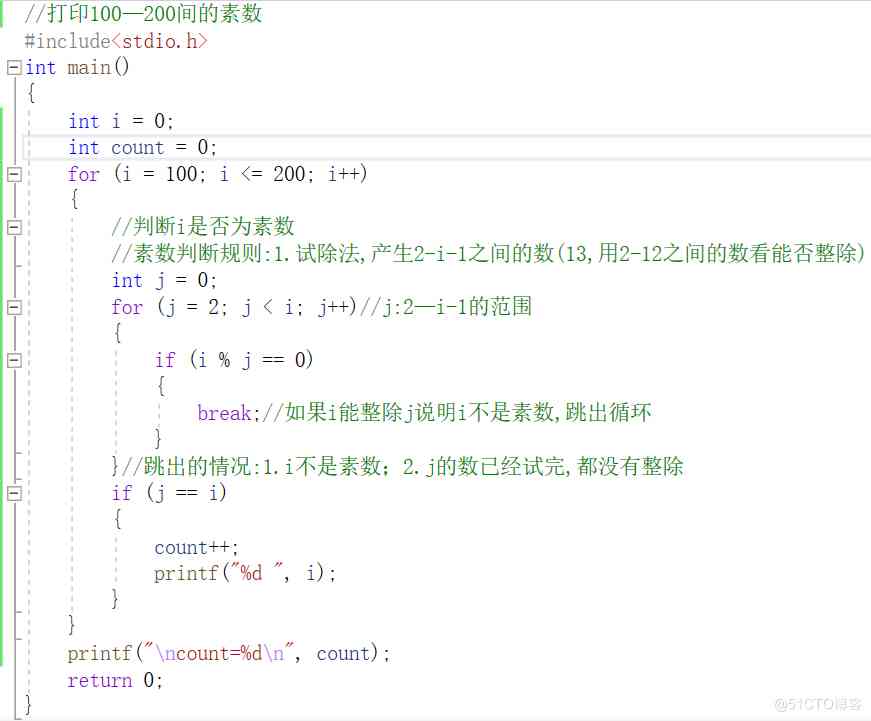 //打印100—200间的素数
#include<stdio.h>
int main()
{
int i = 0;
int count = 0;
for (i = 100; i <= 200; i++)
{
//判断i是否为素数
//素数判断规则:1.试除法,产生2-i-1之间的数(13,用2-12之间的数看能否整除)
int j = 0;
for (j = 2; j < i; j++)//j:2—i-1的范围
{
if (i % j == 0)
{
break;//如果i能整除j说明i不是素数,跳出循环
}
}//跳出的情况:1.i不是素数; 2.j的数已经试完,都没有整除
if (j == i)
{
count++;
printf("%d ", i);
}
}
printf("\ncount=%d\n", count);
return 0;
}
@51CTO博客